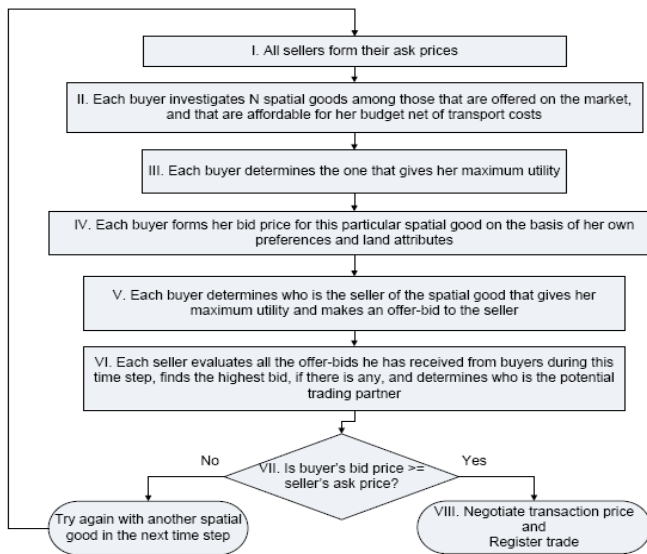 I. All sellers form their ask prices
II. Each buyer investigates N spatial goods among those that are offered on the market,
and that are affordable for her budget net of transport costs
III. Each buyer determines the one that gives her maximum utility
IV. Each buyer forms her bid price for this particular spatial good on the basis of her own
preferences and land attributes
V. Each buyer determines who is the seller of the spatial good that gives her
maximum utility and makes an offer-bid to the seller
VI. Each seller evaluates all the offer-bids he has received from buyers during this
time step, finds the highest bid, if there is any, and determines who is the potential
trading partner
No
VII. Is buyer's bid price >=
seller's ask price?
Yes
Try again with another spatial
good in the next time step
VIII. Negotiate transaction price
and
Register trade